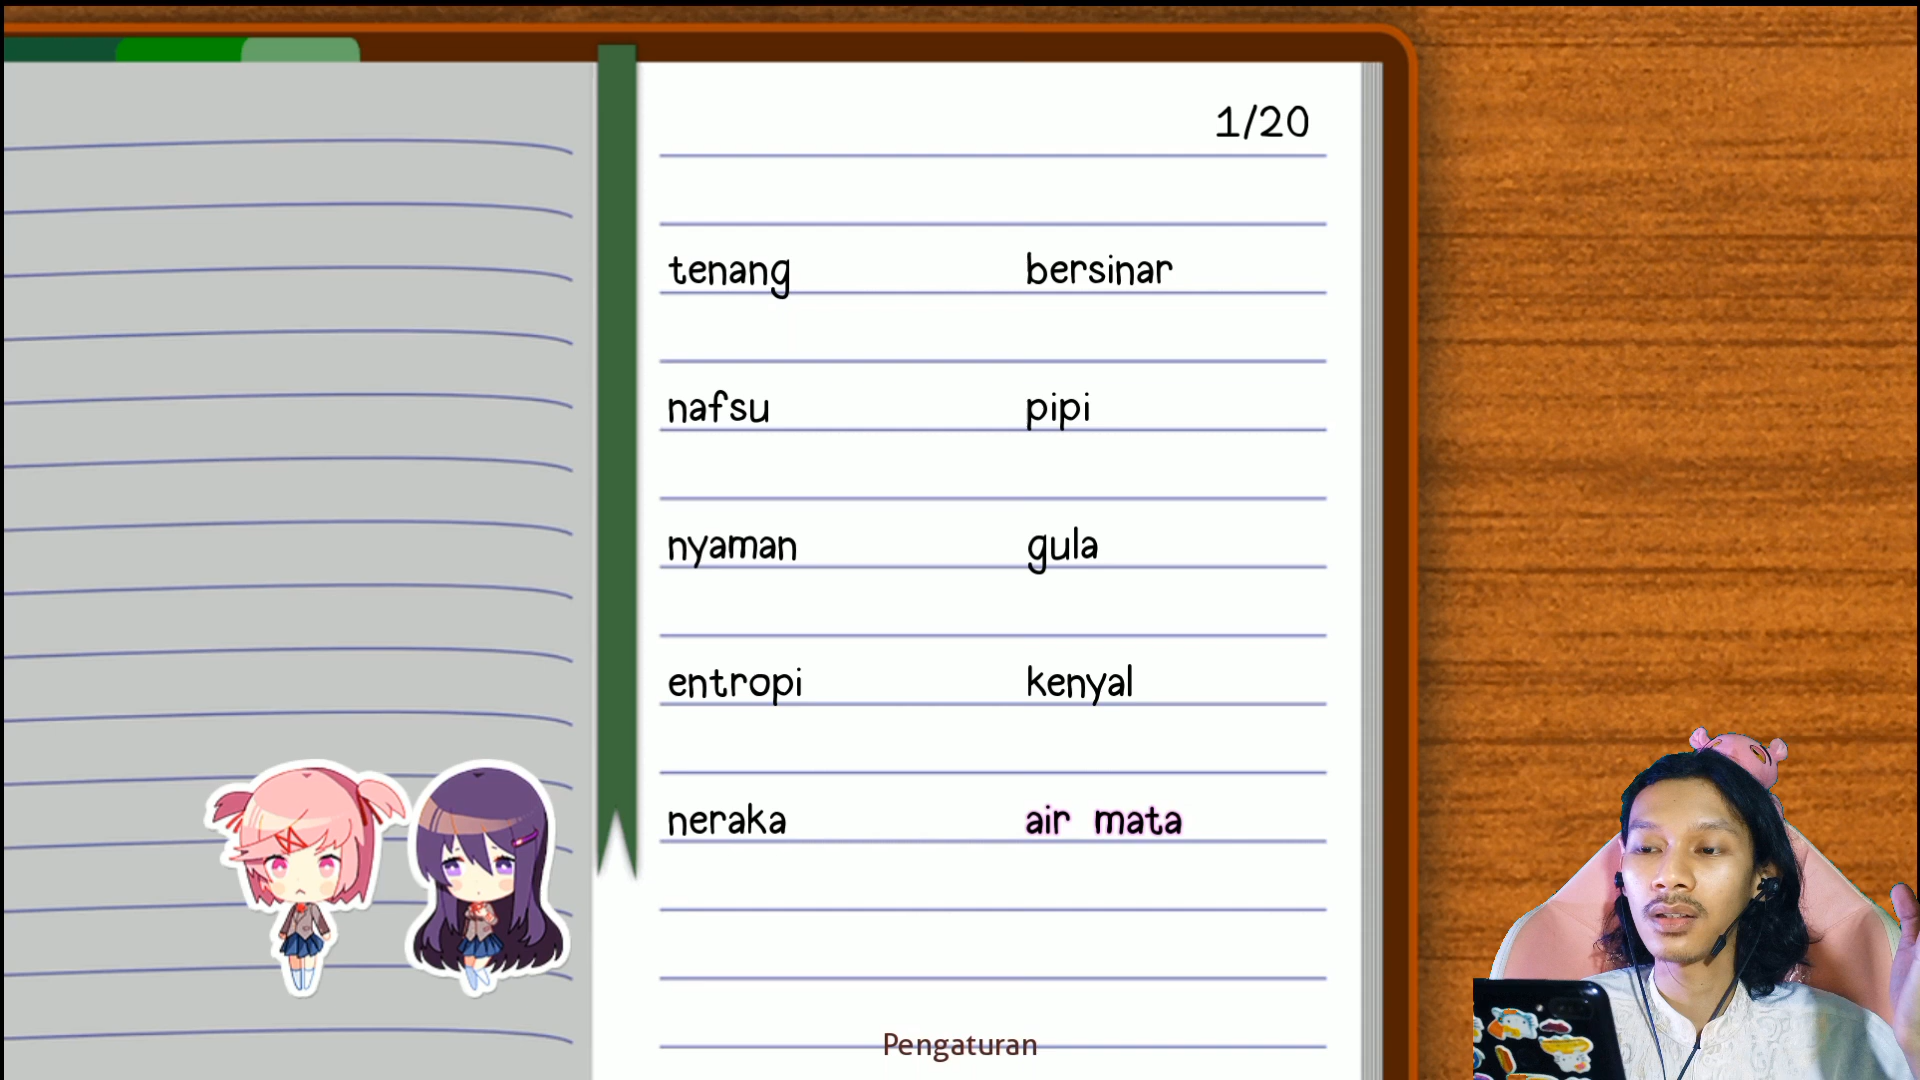 1/20
tenang bersinar
nafsu pipi
nyaman gula
entropi kenyal
neraka air mata
Pengaturan